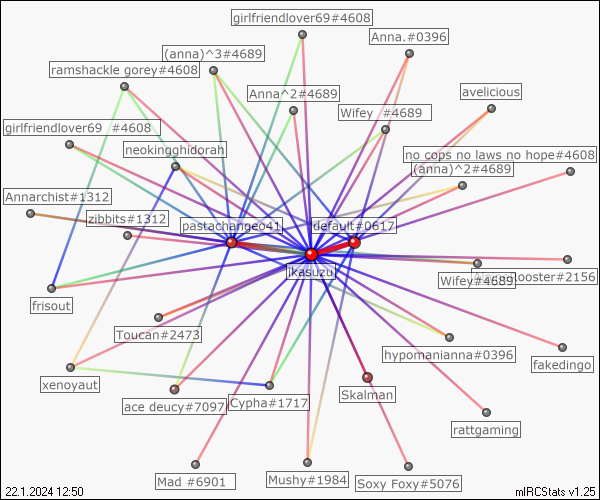 girlfriendlover69#4608
Anna.#0396
(anna)^3#4689
ramshackle gorey#4608
Anna^2#4689
avelicious
Wifey_#4689
girlfriendlover69_#4608
neokingghdorah
no cops no laws no hope#4608
(anna)^2#4689
Annarchist#1312
zibbits#1312
pastachangeo41
default#0617
ikasuzu
Wifey#4689
ooster#2156
frisout
Toucan#2473
hypomanianna#0396
fakedingo
xenoyaut
Skalman
ace deucy#7097
Cypha#1717
rattgaming
Mad_#6901
Mushy#1984
Soxy Foxy#5076
22.1.2024 12:50
mIRCStats v1.25